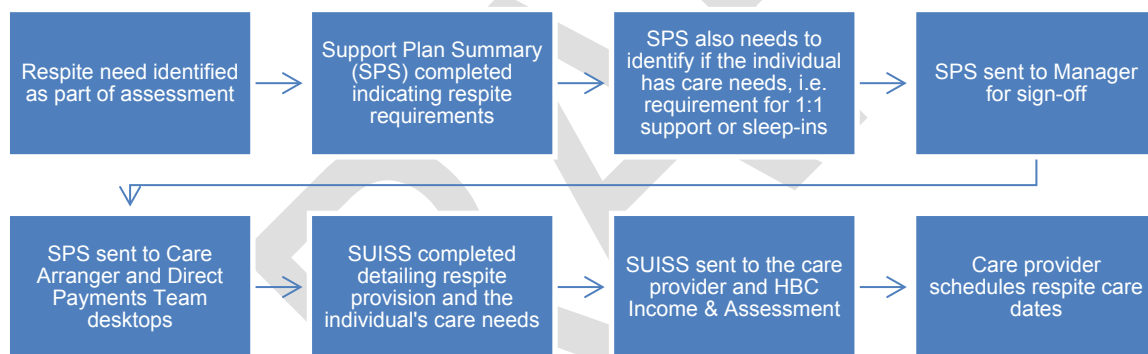 Respite need identified
as part of assessment
Support Plan Summary
(SPS) completed
indicating respite
requirements
SPS also needs to
identify if the individual
has care needs, i.e.
requirement for 1:1
support or sleep-ins
SPS sent to Manager
for sign-off
SPS sent to Care
Arranger and Direct
Payments Team
desktops
SUISS completed
detailing respite
provision and the
individual's care needs
SUISS sent to the care
provider and HBC
Income & Assessment
Care provider
schedules respite care
dates